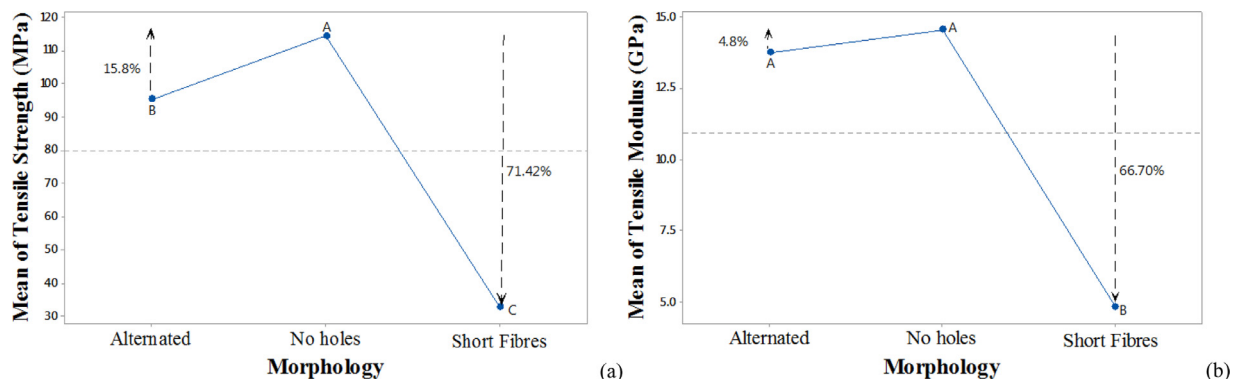 Mean of Tensile Strength (MPa)
120
110
100
90
80
70
60
50
40
30
15.8%
B
A
71.42%
C
Alternated No holes Short Fibres
Morphology
(a)
Mean of Tensile Modulus (GPa)
15.0
12.5
10.0
7.5
5.0
4.8%
A
A
66.70%
B
Alternated No holes Short Fibres
Morphology
(b)